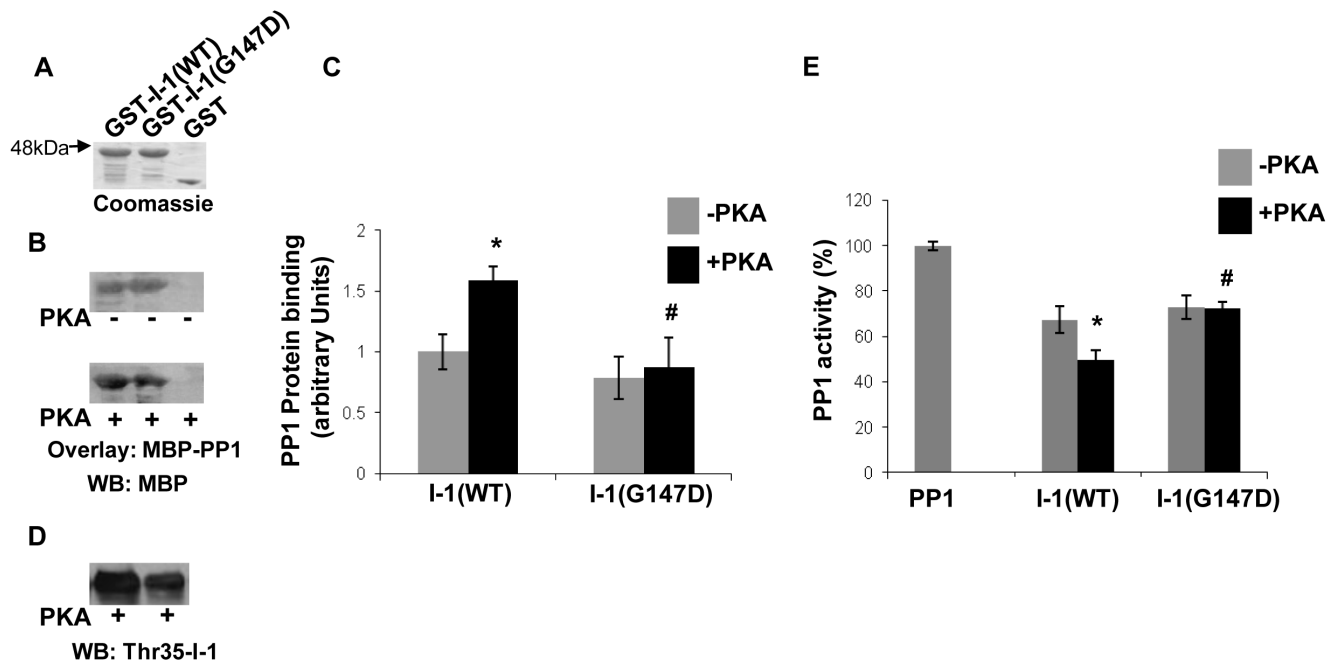 A
GST-I-1(WT)
GST-I-1(G147D)
GST
48kDa
Coomassie
B
PKA - - -
PKA + + +
Overlay: MBP-PP1
WB: MBP
C
-PKA
+PKA
PP1 Protein binding
(arbitrary Units)
2
1.5
1
0.5
0
*
#
I-1(WT) I-1(G147D)
D
PKA + +
WB: Thr35-I-1
E
-PKA
+PKA
PP1 activity (%)
120
100
80
60
40
20
0
*
#
PP1 I-1(WT) I-1(G147D)